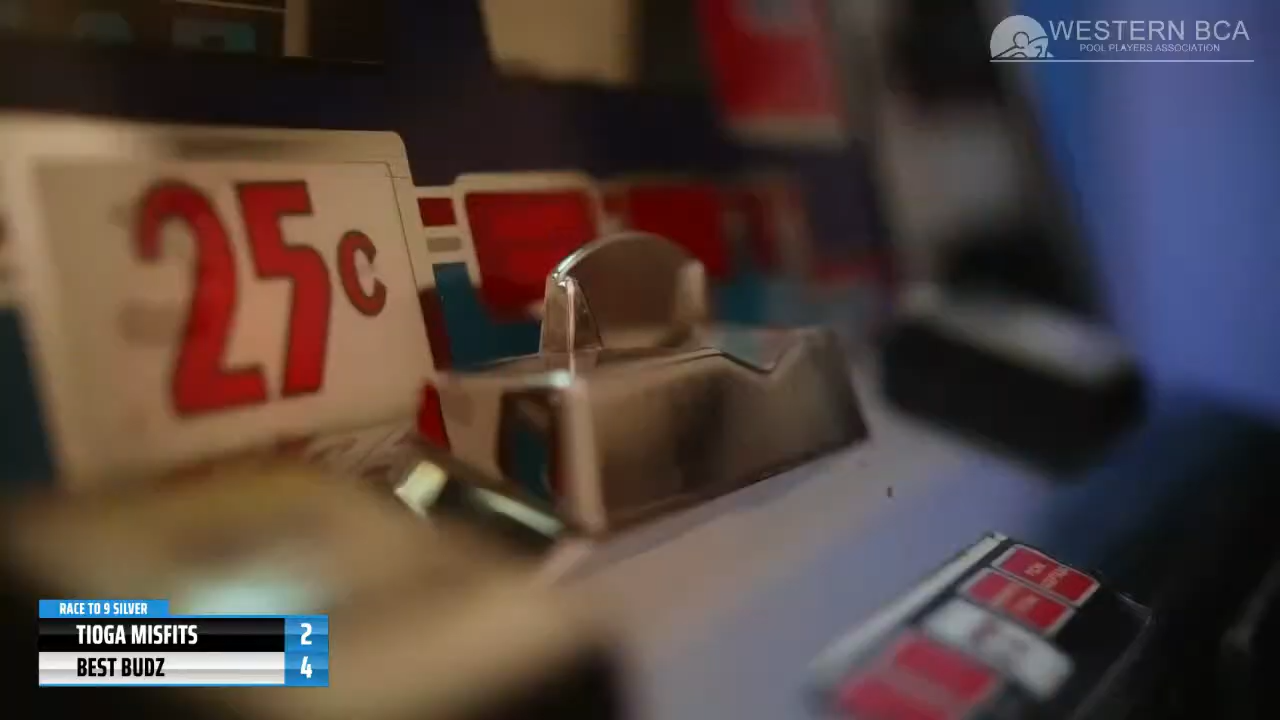 WESTERN BCA
POOL PLAYERS ASSOCIATION
25c
RACE TO 9 SILVER
TIOGA MISFITS 2
BEST BUDZ 4